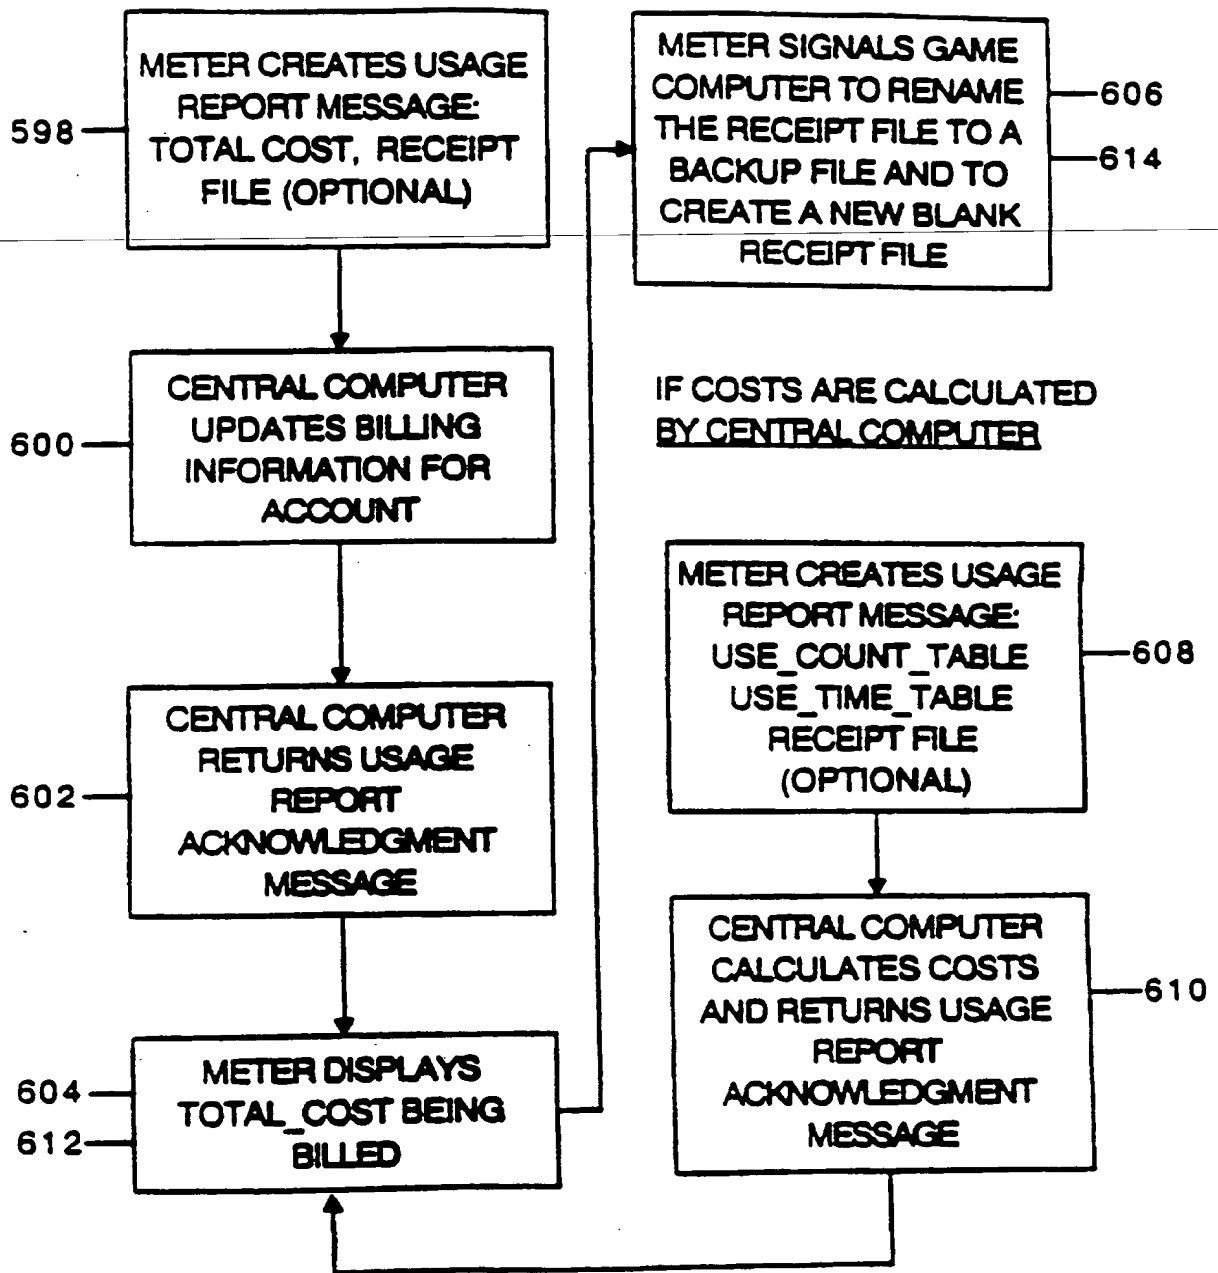 METER CREATES USAGE
REPORT MESSAGE:
TOTAL COST, RECEIPT
FILE (OPTIONAL)
598
CENTRAL COMPUTER
UPDATES BILLING
INFORMATION FOR
ACCOUNT
600
CENTRAL COMPUTER
RETURNS USAGE
REPORT
ACKNOWLEDGMENT
MESSAGE
602
METER DISPLAYS
TOTAL_COST BEING
BILLED
604
612
METER SIGNALS GAME
COMPUTER TO RENAME
THE RECEIPT FILE TO A
BACKUP FILE AND TO
CREATE A NEW BLANK
RECEIPT FILE
606
614
IF COSTS ARE CALCULATED
BY CENTRAL COMPUTER
METER CREATES USAGE
REPORT MESSAGE:
USE_COUNT_TABLE
USE_TIME_TABLE
RECEIPT FILE
(OPTIONAL)
608
CENTRAL COMPUTER
CALCULATES COSTS
AND RETURNS USAGE
REPORT
ACKNOWLEDGMENT
MESSAGE
610